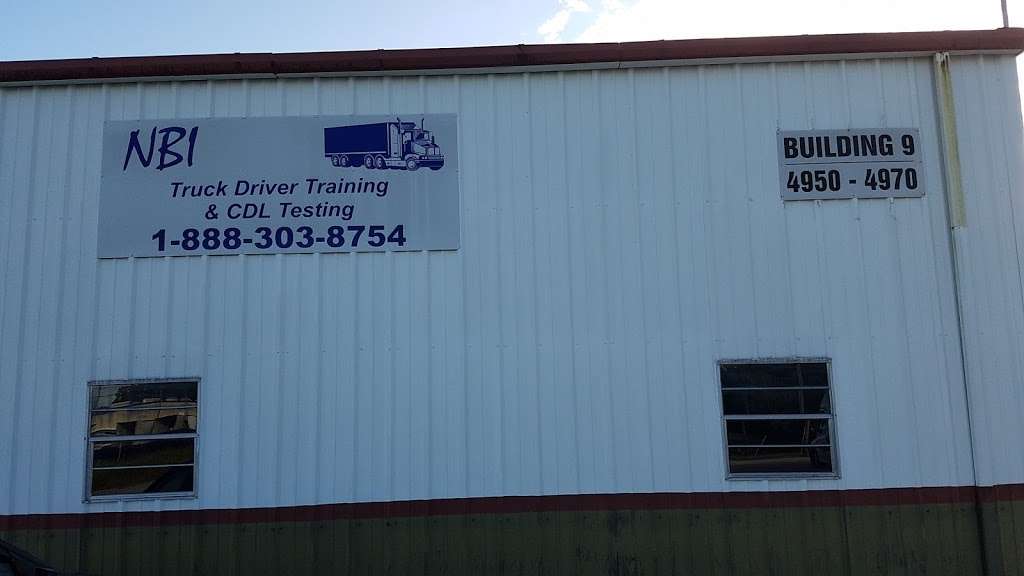 NBI
Truck Driver Training
& CDL Testing
1-888-303-8754
BUILDING 9
4950 - 4970